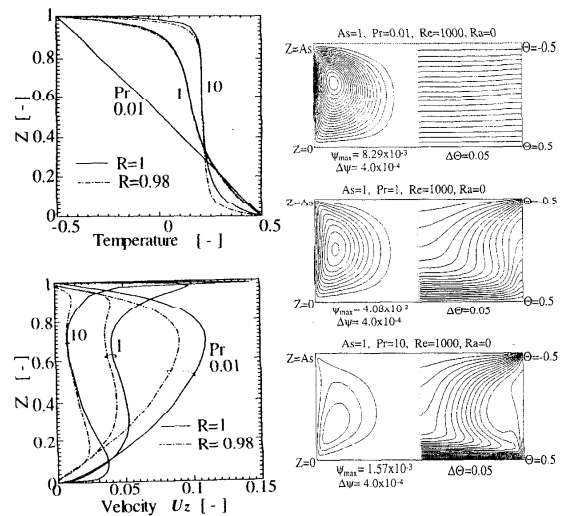 1
0.8
0.6
0.4
0.2
0
Z [ - ]
Pr
0.01
1
10
R=1
R=0.98
-0.5
0
0.5
Temperature [ - ]
1
0.8
0.6
0.4
0.2
0
Z [ - ]
10
1
Pr
0.01
R=1
R= 0.98
0
0.05
0.1
0.15
Velocity Uz [ - ]
As=1, Pr=0.01, Re=1000, Ra=0
Z=As
Z=0
Θ=-0.5
Θ=0.5
Ψmax= 8.29x10-3
Δψ= 4.0x10-4
ΔΘ=0.05
As=1, Pr=1, Re=1000, Ra=0
Z=As
Z=0
Θ=-0.5
Θ=0.5
Ψmax= 4.08x10-3
Δψ= 4.0x10-4
ΔΘ=0.05
As=1, Pr=10, Re=1000, Ra=0
Z=As
Z=0
Θ=-0.5
Θ=0.5
Ψmax= 1.57x10-3
Δψ= 4.0x10-4
ΔΘ=0.05